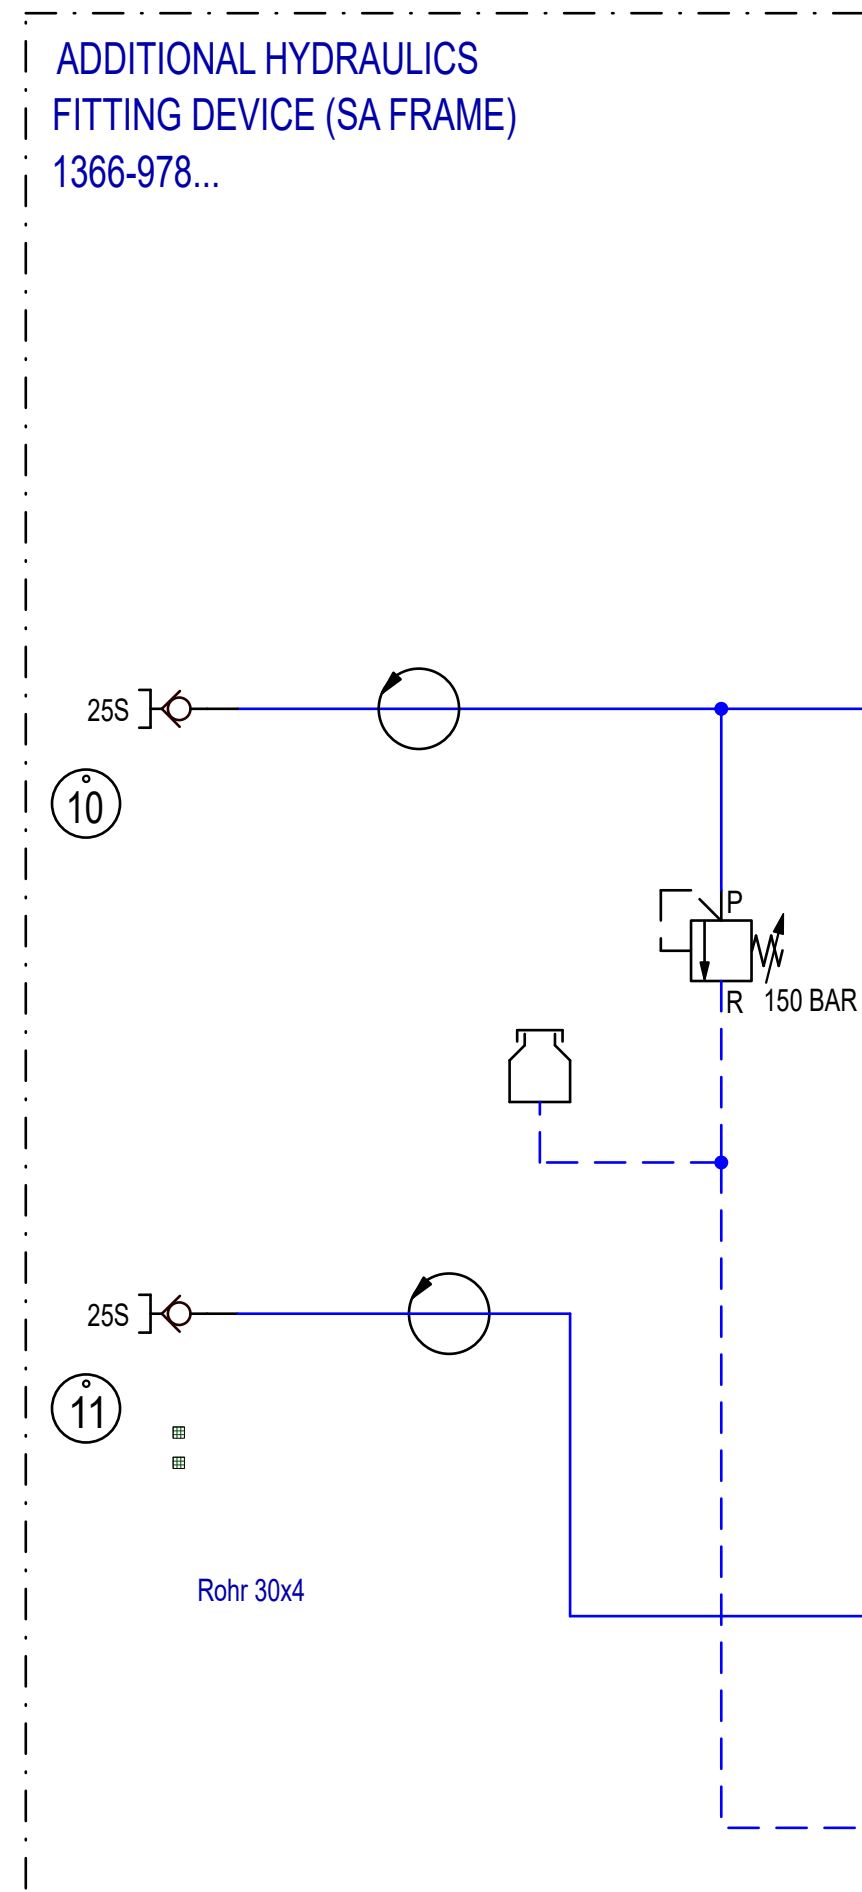 ADDITIONAL HYDRAULICS
FITTING DEVICE (SA FRAME)
1366-978...
25S
10
P
R 150 BAR
25S
11
Rohr 30x4